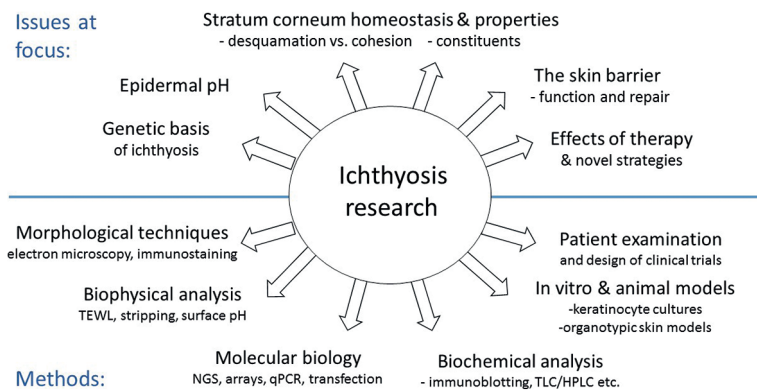 Issues at
focus:
Stratum corneum homeostasis & properties
- desquamation vs. cohesion - constituents
Epidermal pH
The skin barrier
- function and repair
Genetic basis
of ichthyosis
Effects of therapy
& novel strategies
Ichthyosis
research
Morphological techniques
electron microscopy, immunostaining
Patient examination
and design of clinical trials
Biophysical analysis
TEWL, stripping, surface pH
In vitro & animal models
-keratinocyte cultures
-organotypic skin models
Molecular biology
NGS, arrays, qPCR, transfection
Biochemical analysis
- immunoblotting, TLC/HPLC etc.
Methods: